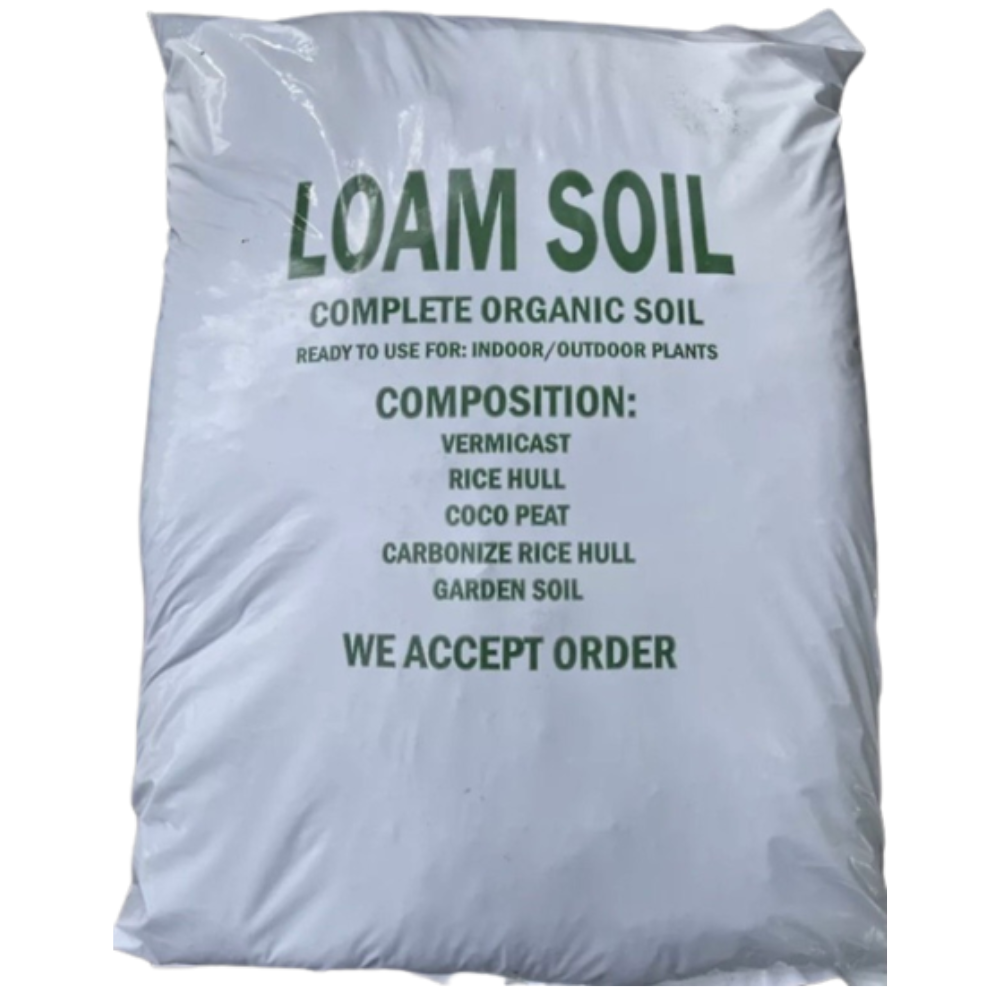 LOAM SOIL
COMPLETE ORGANIC SOIL
READY TO USE FOR: INDOOR/OUTDOOR PLANTS
COMPOSITION:
VERMICAST
RICE HULL
COCO PEAT
CARBONIZE RICE HULL
GARDEN SOIL
WE ACCEPT ORDER